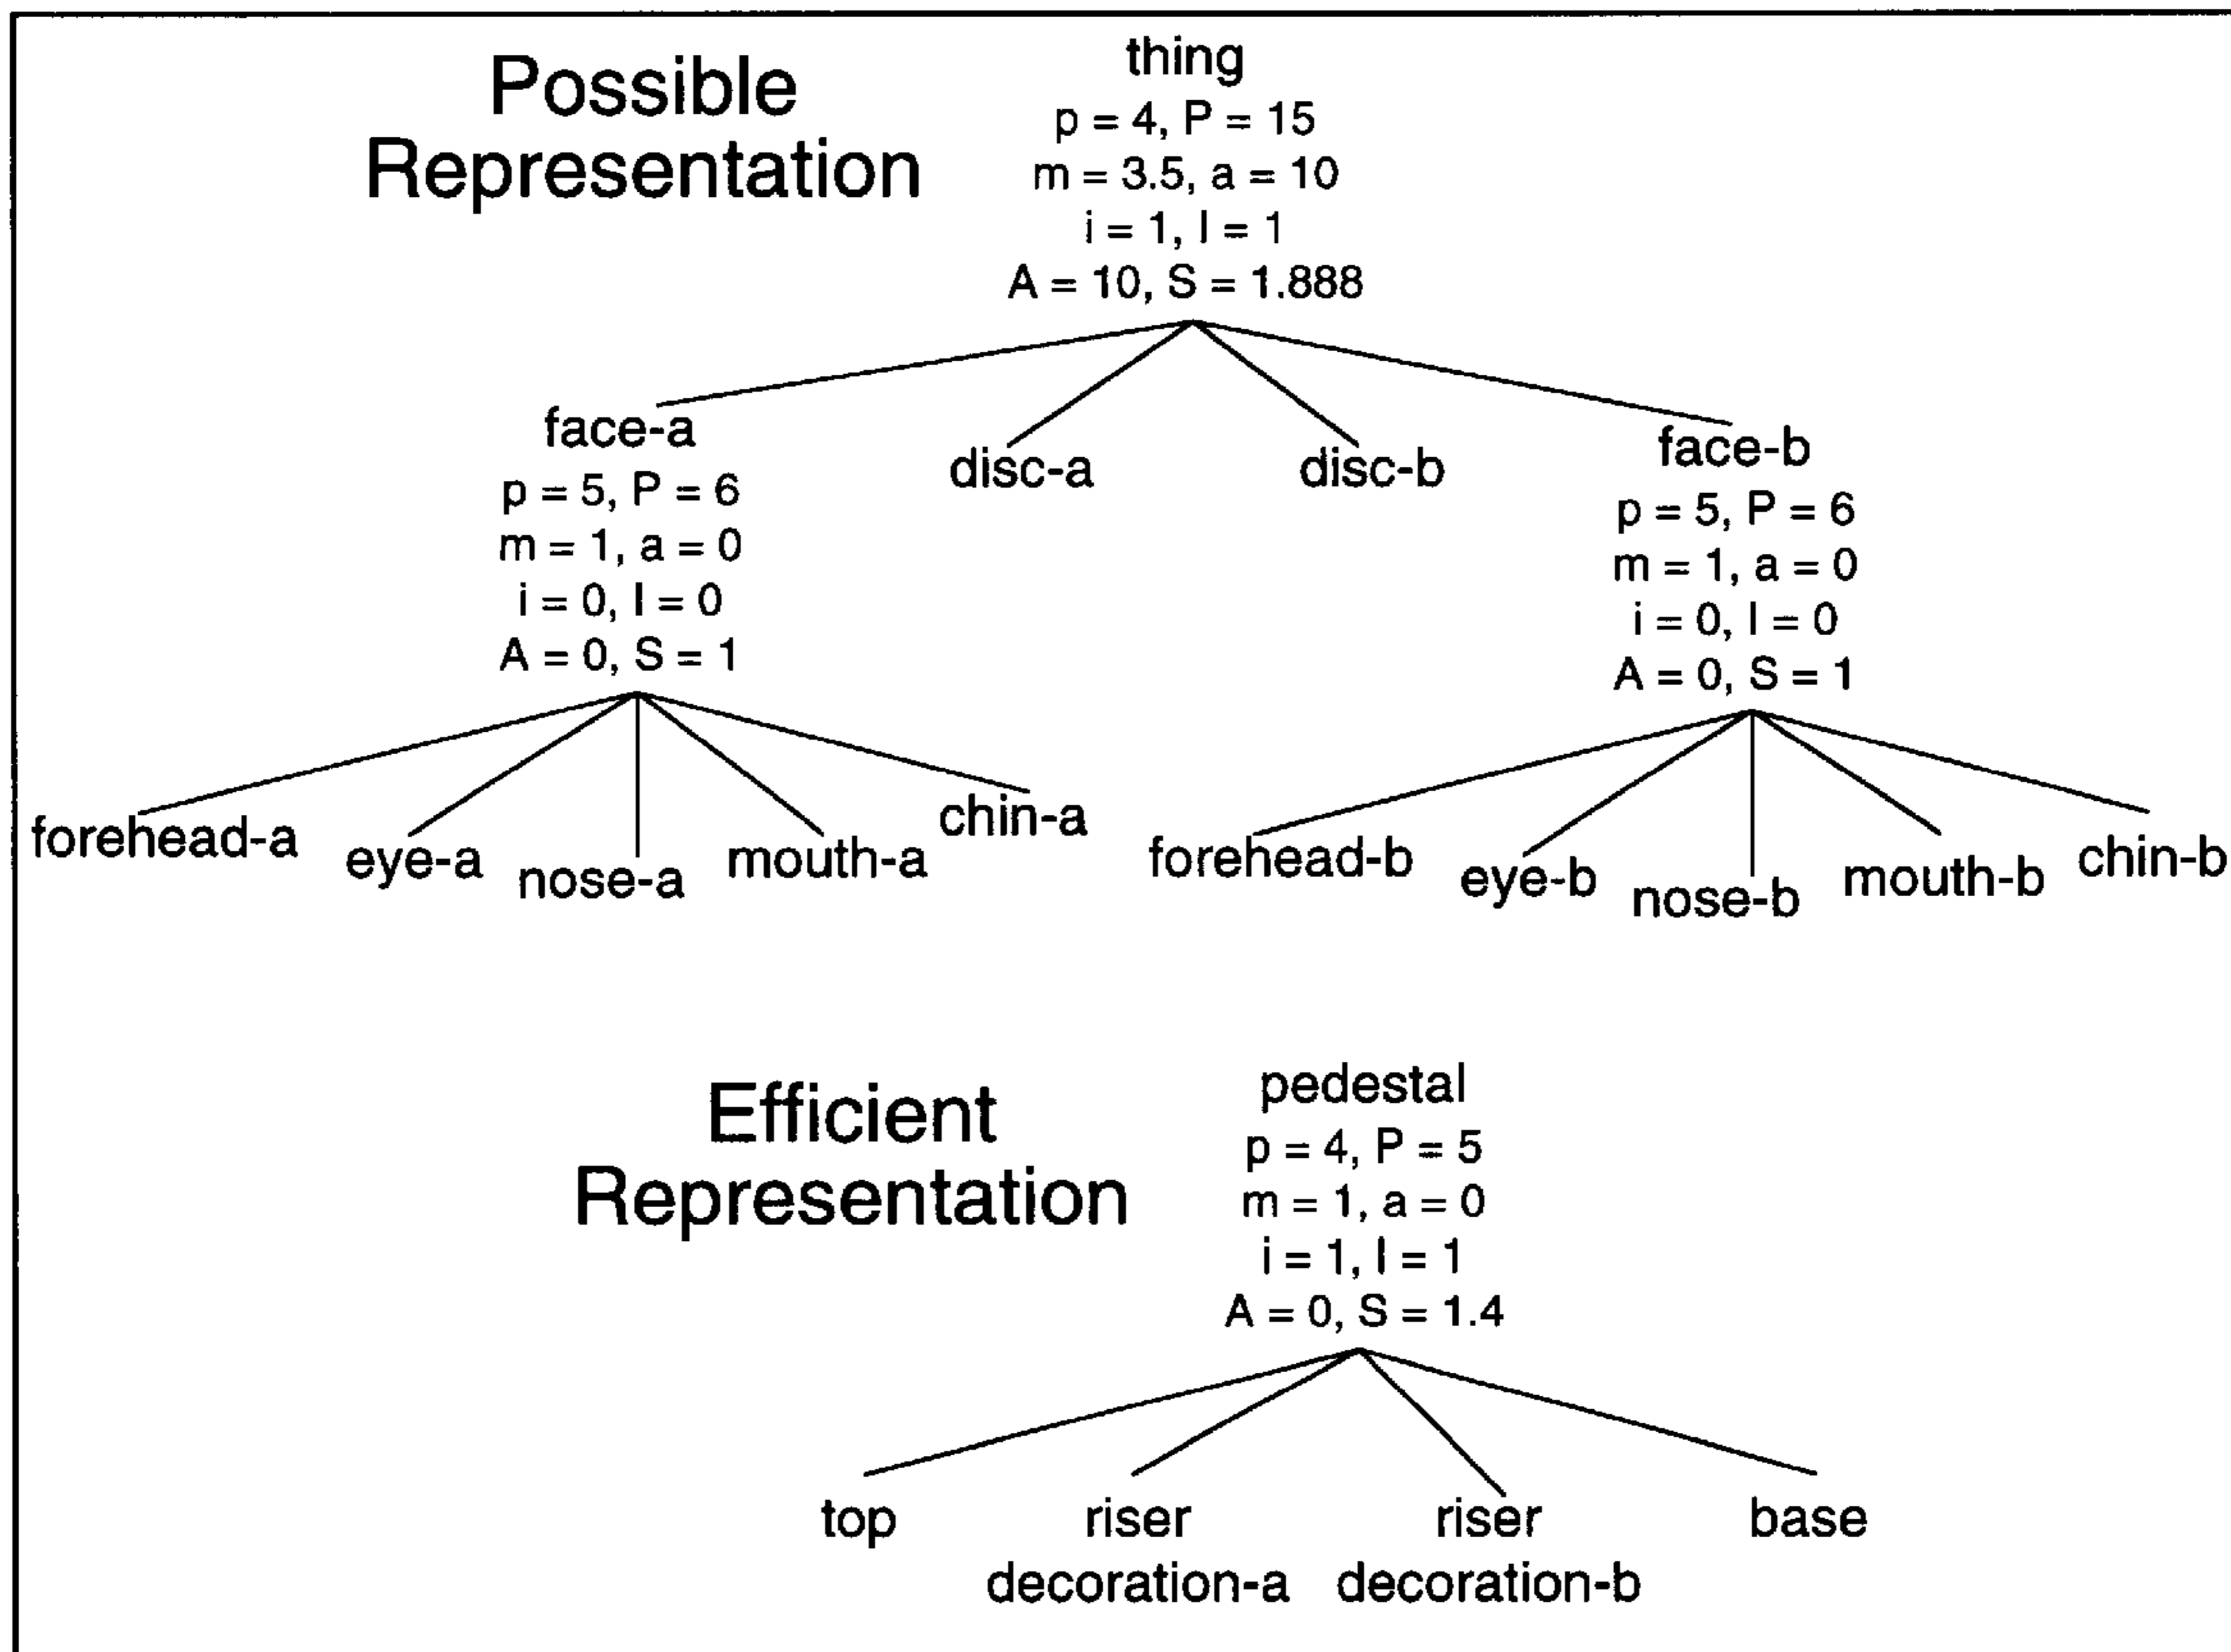 Possible
Representation
thing
p = 4, P = 15
m = 3.5, a = 10
i = 1, I = 1
A = 10, S = 1.888
face-a
disc-a
disc-b
face-b
p = 5, P = 6
m = 1, a = 0
i = 0, I = 0
A = 0, S = 1
p = 5, P = 6
m = 1, a = 0
i = 0, I = 0
A = 0, S = 1
forehead-a
eye-a
nose-a
mouth-a
chin-a
forehead-b
eye-b
nose-b
mouth-b
chin-b
Efficient
Representation
pedestal
p = 4, P = 5
m = 1, a = 0
i = 1, I = 1
A = 0, S = 1.4
top
riser
decoration-a
riser
decoration-b
base